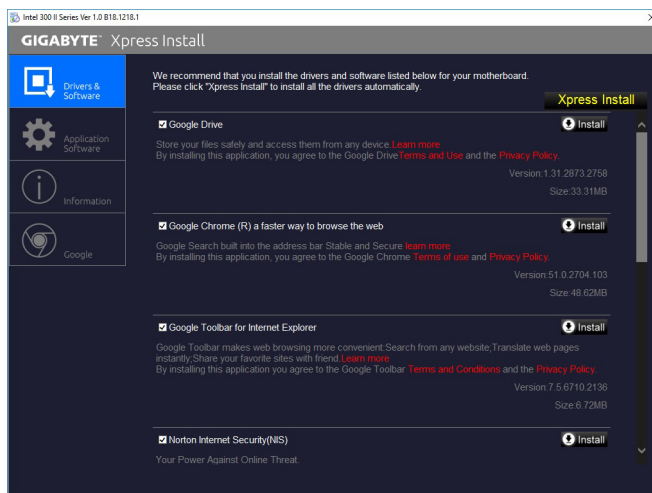 Intel 300 II Series Ver 1.0 B18.1218.1
GIGABYTE™ Xpress Install
Drivers &
Software
Application
Software
Information
Google
We recommend that you install the drivers and software listed below for your motherboard.
Please click "Xpress Install" to install all the drivers automatically.
Xpress Install
Google Drive
Install
Store your files safely and access them from any device.Learn more
By installing this application, you agree to the Google DriveTerms and Use and the Privacy Policy.
Version:1.31.2873.2758
Size:33.31MB
Google Chrome (R) a faster way to browse the web
Install
Google Search built into the address bar Stable and Secure learn more
By installing this application, you agree to the Google Chrome Terms of use and Privacy Policy.
Version:51.0.2704.103
Size:48.62MB
Google Toolbar for Internet Explorer
Install
Google Toolbar makes web browsing more convenient:Search from any website;Translate web pages
instantly;Share your favorite sites with friend.Learn more
By installing this application you agree to the Google Toolbar Terms and Conditions and the Privacy Policy.
Version:7.5.6710.2136
Size:6.72MB
Norton Internet Security(NIS)
Install
Your Power Against Online Threat.